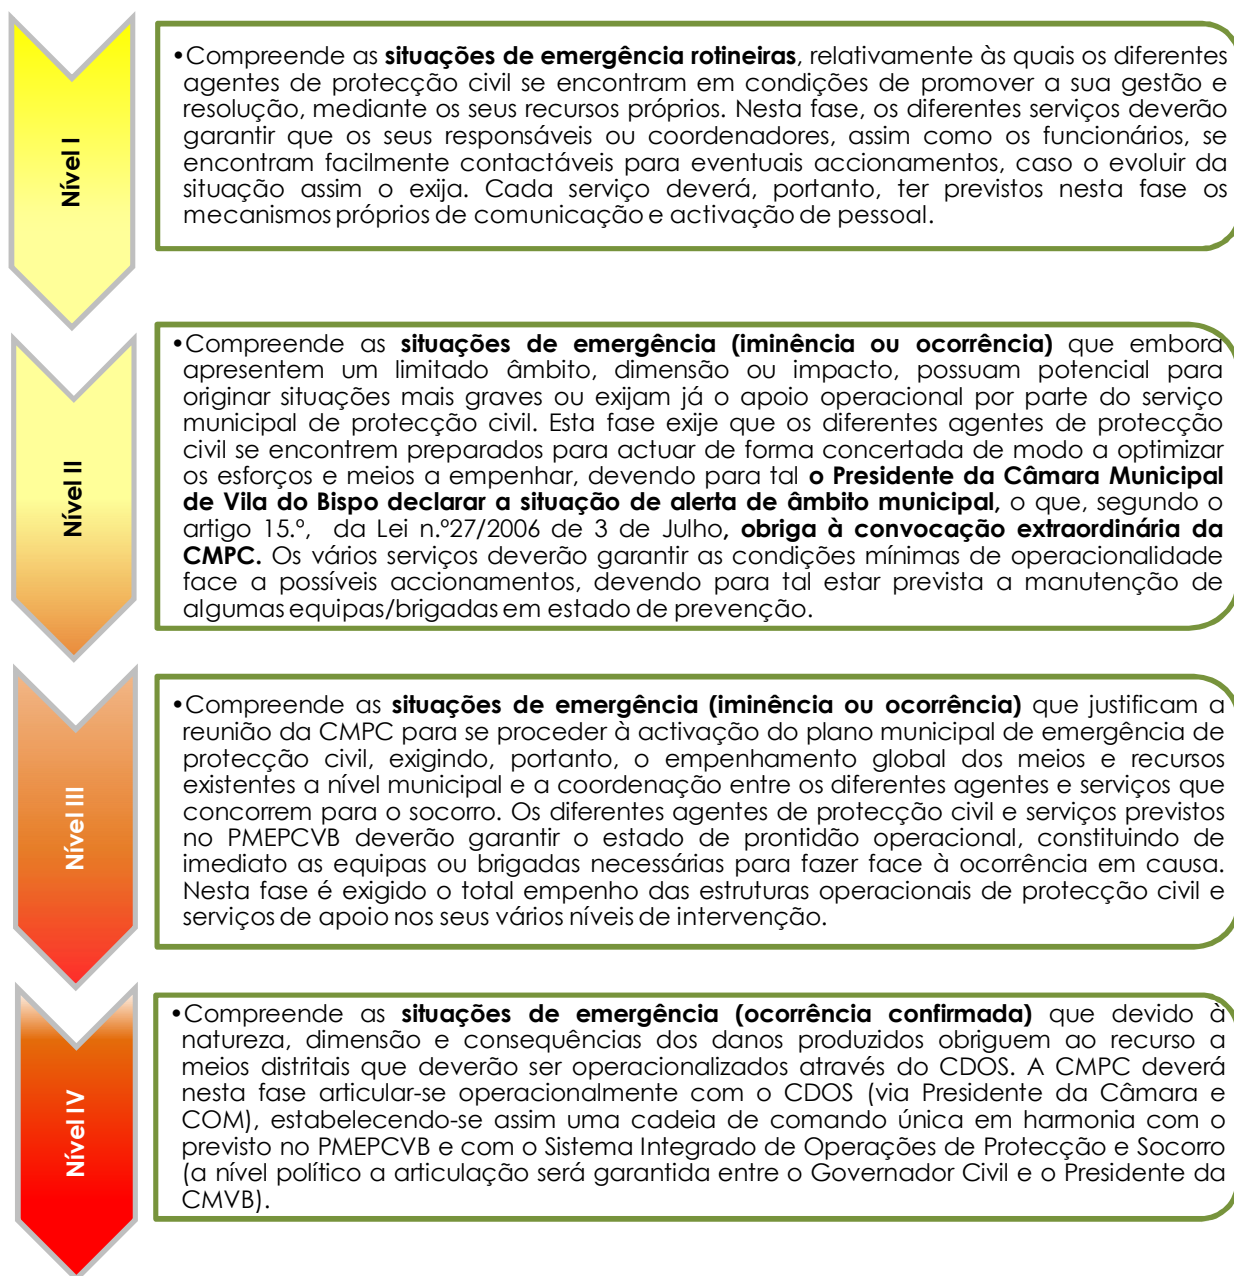 Nível I
•Compreende as situações de emergência rotineiras, relativamente às quais os diferentes
agentes de protecção civil se encontram em condições de promover a sua gestão e
resolução, mediante os seus recursos próprios. Nesta fase, os diferentes serviços deverão
garantir que os seus responsáveis ou coordenadores, assim como os funcionários, se
encontram facilmente contactáveis para eventuais accionamentos, caso o evoluir da
situação assim o exija. Cada serviço deverá, portanto, ter previstos nesta fase os
mecanismos próprios de comunicação e activação de pessoal.
Nível II
•Compreende as situações de emergência (iminência ou ocorrência) que embora
apresentem um limitado âmbito, dimensão ou impacto, possuam potencial para
originar situações mais graves ou exijam já o apoio operacional por parte do serviço
municipal de protecção civil. Esta fase exije que os diferentes agentes de protecção
civil se encontrem preparados para actuar de forma concertada de modo a optimizar
os esforços e meios a empenhar, devendo para tal o Presidente da Câmara Municipal
de Vila do Bispo declarar a situação de alerta de âmbito municipal, o que, segundo o
artigo 15.º, da Lei n.º27/2006 de 3 de Julho, obriga à convocação extraordinária da
CMPC. Os vários serviços deverão garantir as condições mínimas de operacionalidade
face a possíveis accionamentos, devendo para tal estar prevista a manutenção de
algumas equipas/brigadas em estado de prevenção.
Nível III
•Compreende as situações de emergência (iminência ou ocorrência) que justificam a
reunião da CMPC para se proceder à activação do plano municipal de emergência de
protecção civil, exigindo, portanto, o empenhamento global dos meios e recursos
existentes a nível municipal e a coordenação entre os diferentes agentes e serviços que
concorrem para o socorro. Os diferentes agentes de protecção civil e serviços previstos
no PMEPCVB deverão garantir o estado de prontidão operacional, constituindo de
imediato as equipas ou brigadas necessárias para fazer face à ocorrência em causa.
Nesta fase é exigido o total empenho das estruturas operacionais de protecção civil e
serviços de apoio nos seus vários níveis de intervenção.
Nível IV
•Compreende as situações de emergência (ocorrência confirmada) que devido à
natureza, dimensão e consequências dos danos produzidos obriguem ao recurso a
meios distritais que deverão ser operacionalizados através do CDOS. A CMPC deverá
nesta fase articular-se operacionalmente com o CDOS (via Presidente da Câmara e
COM), estabelecendo-se assim uma cadeia de comando única em harmonia com o
previsto no PMEPCVB e com o Sistema Integrado de Operações de Protecção e Socorro
(a nível político a articulação será garantida entre o Governador Civil e o Presidente da
CMVB).